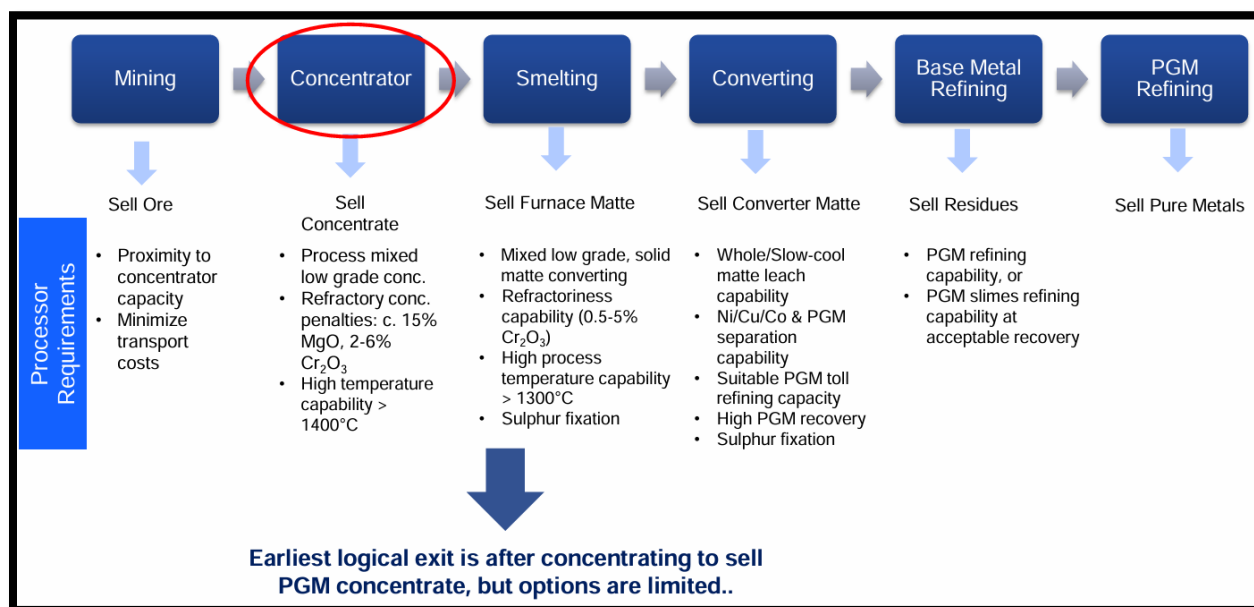 Mining
Concentrator
Smelting
Converting
Base Metal
Refining
PGM
Refining
Sell Ore
Sell
Concentrate
Sell Furnace Matte
Sell Converter Matte
Sell Residues
Sell Pure Metals
Processor
Requirements
• Proximity to
concentrator
capacity
• Minimize
transport
costs
• Process mixed
low grade conc.
• Refractory conc.
penalties: c. 15%
MgO, 2-6%
Cr₂O₃
• High temperature
capability >
1400°C
• Mixed low grade, solid
matte converting
• Refractoriness
capability (0.5-5%
Cr₂O₃)
• High process
temperature capability
> 1300°C
• Sulphur fixation
• Whole/Slow-cool
matte leach
capability
• Ni/Cu/Co & PGM
separation
capability
• Suitable PGM toll
refining capacity
• High PGM recovery
• Sulphur fixation
• PGM refining
capability, or
• PGM slimes refining
capability at
acceptable recovery
Earliest logical exit is after concentrating to sell
PGM concentrate, but options are limited..